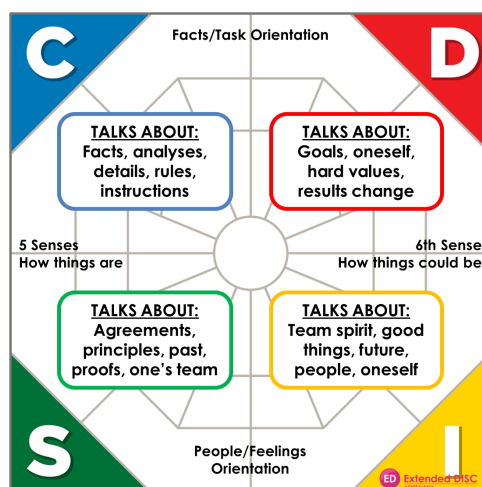 C
Facts/Task Orientation
D
TALKS ABOUT:
Facts, analyses,
details, rules,
instructions
TALKS ABOUT:
Goals, oneself,
hard values,
results change
5 Senses
How things are
6th Sense
How things could be
TALKS ABOUT:
Agreements,
principles, past,
proofs, one's team
TALKS ABOUT:
Team spirit, good
things, future,
people, oneself
S
People/Feelings
Orientation
I
ED Extended DISC